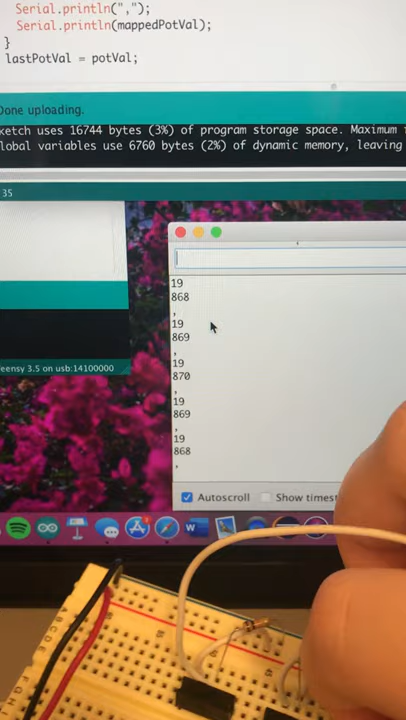 Serial.println(",");
Serial.println(mappedPotVal);
}
lastPotVal = potVal;
Done uploading.
ketch uses 16744 bytes (3%) of program storage space. Maximum
lobal variables use 6760 bytes (2%) of dynamic memory, leaving
35
19
868
,
19
869
,
19
870
,
19
869
,
19
868
,
eensy 3.5 on usb:14100000
Autoscroll Show timest
W